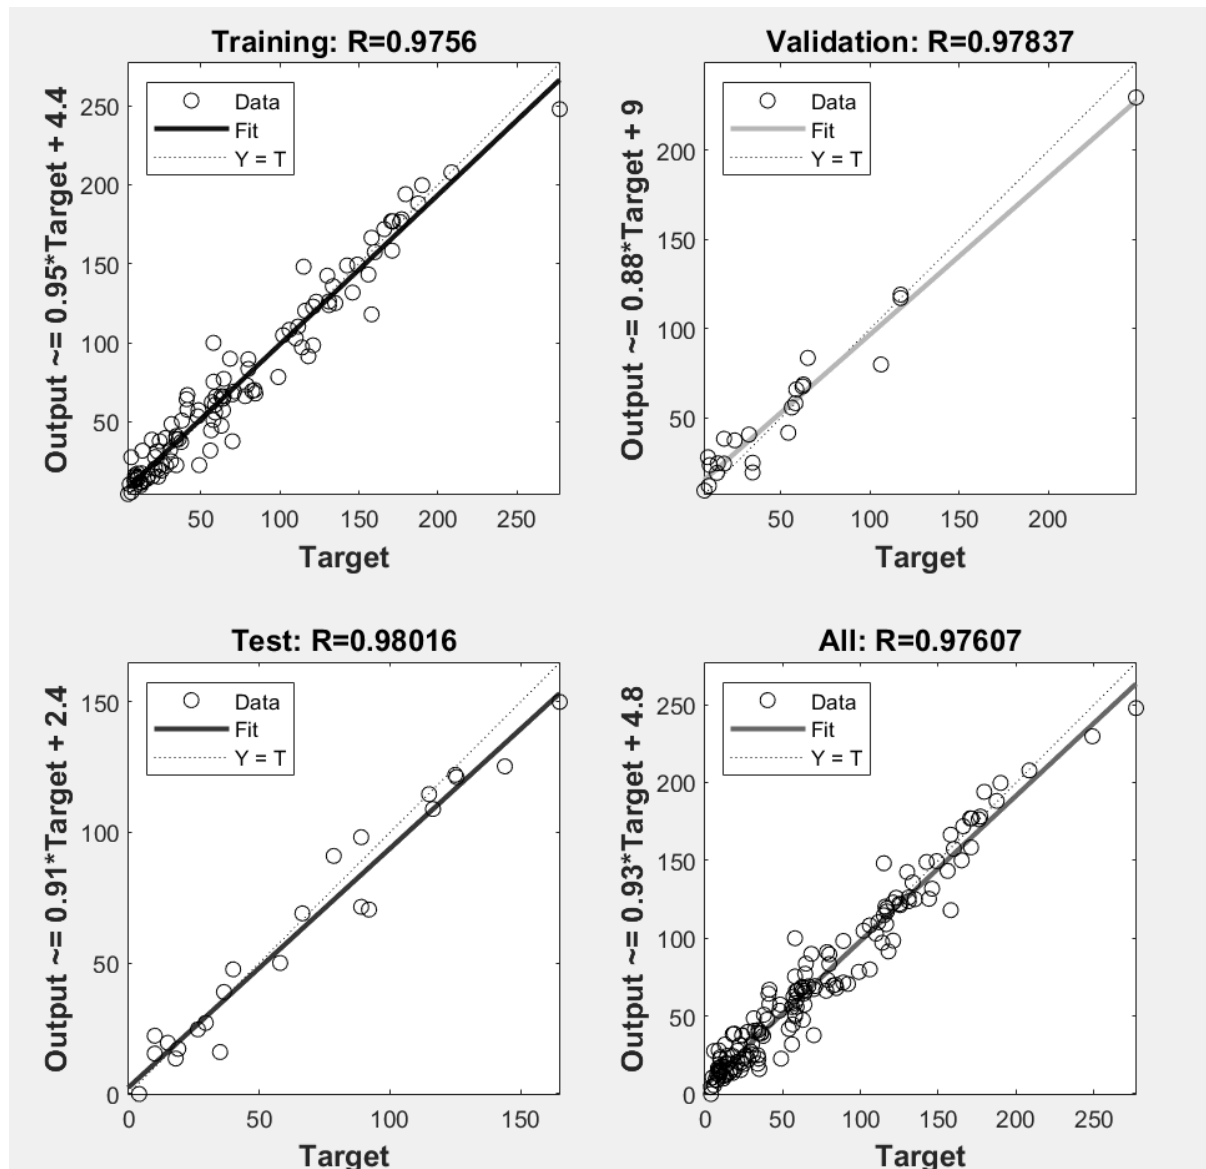 Training: R=0.9756
Output ~= 0.95*Target + 4.4
Data
Fit
Y = T
250
200
150
100
50
50
100
150
200
250
Target
Validation: R=0.97837
Output ~= 0.88*Target + 9
Data
Fit
Y = T
200
150
100
50
50
100
150
200
Target
Test: R=0.98016
Output ~= 0.91*Target + 2.4
Data
Fit
Y = T
150
100
50
0
0
50
100
150
Target
All: R=0.97607
Output ~= 0.93*Target + 4.8
Data
Fit
Y = T
250
200
150
100
50
0
0
50
100
150
200
250
Target